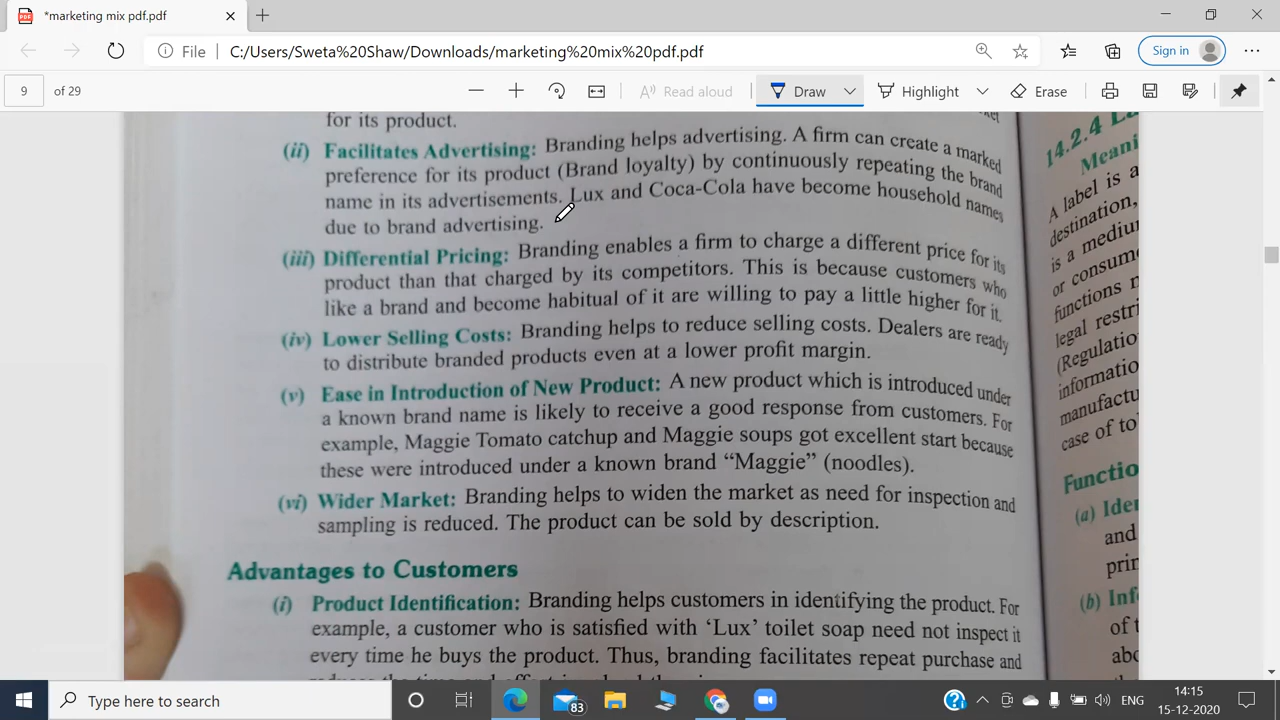 *marketing mix pdf.pdf
File C:/Users/Sweta%20Shaw/Downloads/marketing%20mix%20pdf.pdf Sign in
9 of 29 Read aloud Draw Highlight Erase
for its product.
(ii) Facilitates Advertising: Branding helps advertising. A firm can create a marked
preference for its product (Brand loyalty) by continuously repeating the brand
name in its advertisements. Lux and Coca-Cola have become household names
due to brand advertising.
(iii) Differential Pricing: Branding enables a firm to charge a different price for its
product than that charged by its competitors. This is because customers who
like a brand and become habitual of it are willing to pay a little higher for it.
(iv) Lower Selling Costs: Branding helps to reduce selling costs. Dealers are ready
to distribute branded products even at a lower profit margin.
(v) Ease in Introduction of New Product: A new product which is introduced under
a known brand name is likely to receive a good response from customers. For
example, Maggie Tomato catchup and Maggie soups got excellent start because
these were introduced under a known brand “Maggie” (noodles).
(vi) Wider Market: Branding helps to widen the market as need for inspection and
sampling is reduced. The product can be sold by description.
Advantages to Customers
(i) Product Identification: Branding helps customers in identifying the product. For
example, a customer who is satisfied with ‘Lux’ toilet soap need not inspect it
every time he buys the product. Thus, branding facilitates repeat purchase and
14.2.4
Meani
A label is a
destination,
is a mediu
or consume
functions
legal restri
(Regulatio
informatio
manufactu
case of to
Functio
(a) Ide
and
prin
(b) Inf
of t
abo
Type here to search 83 ENG 14:15
15-12-2020